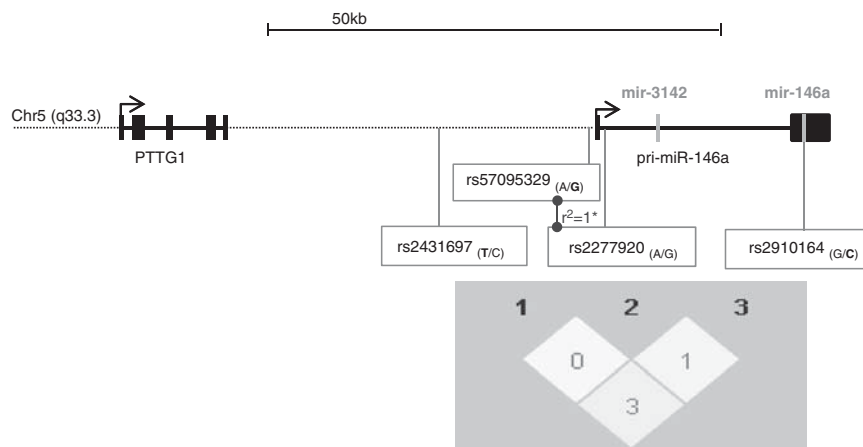 50kb
mir-3142
mir-146a
Chr5 (q33.3)
PTTG1
pri-miR-146a
rs57095329 (A/G)
r²=1*
rs2431697 (T/C)
rs2277920 (A/G)
rs2910164 (G/C)
1 2 3
0 1
3